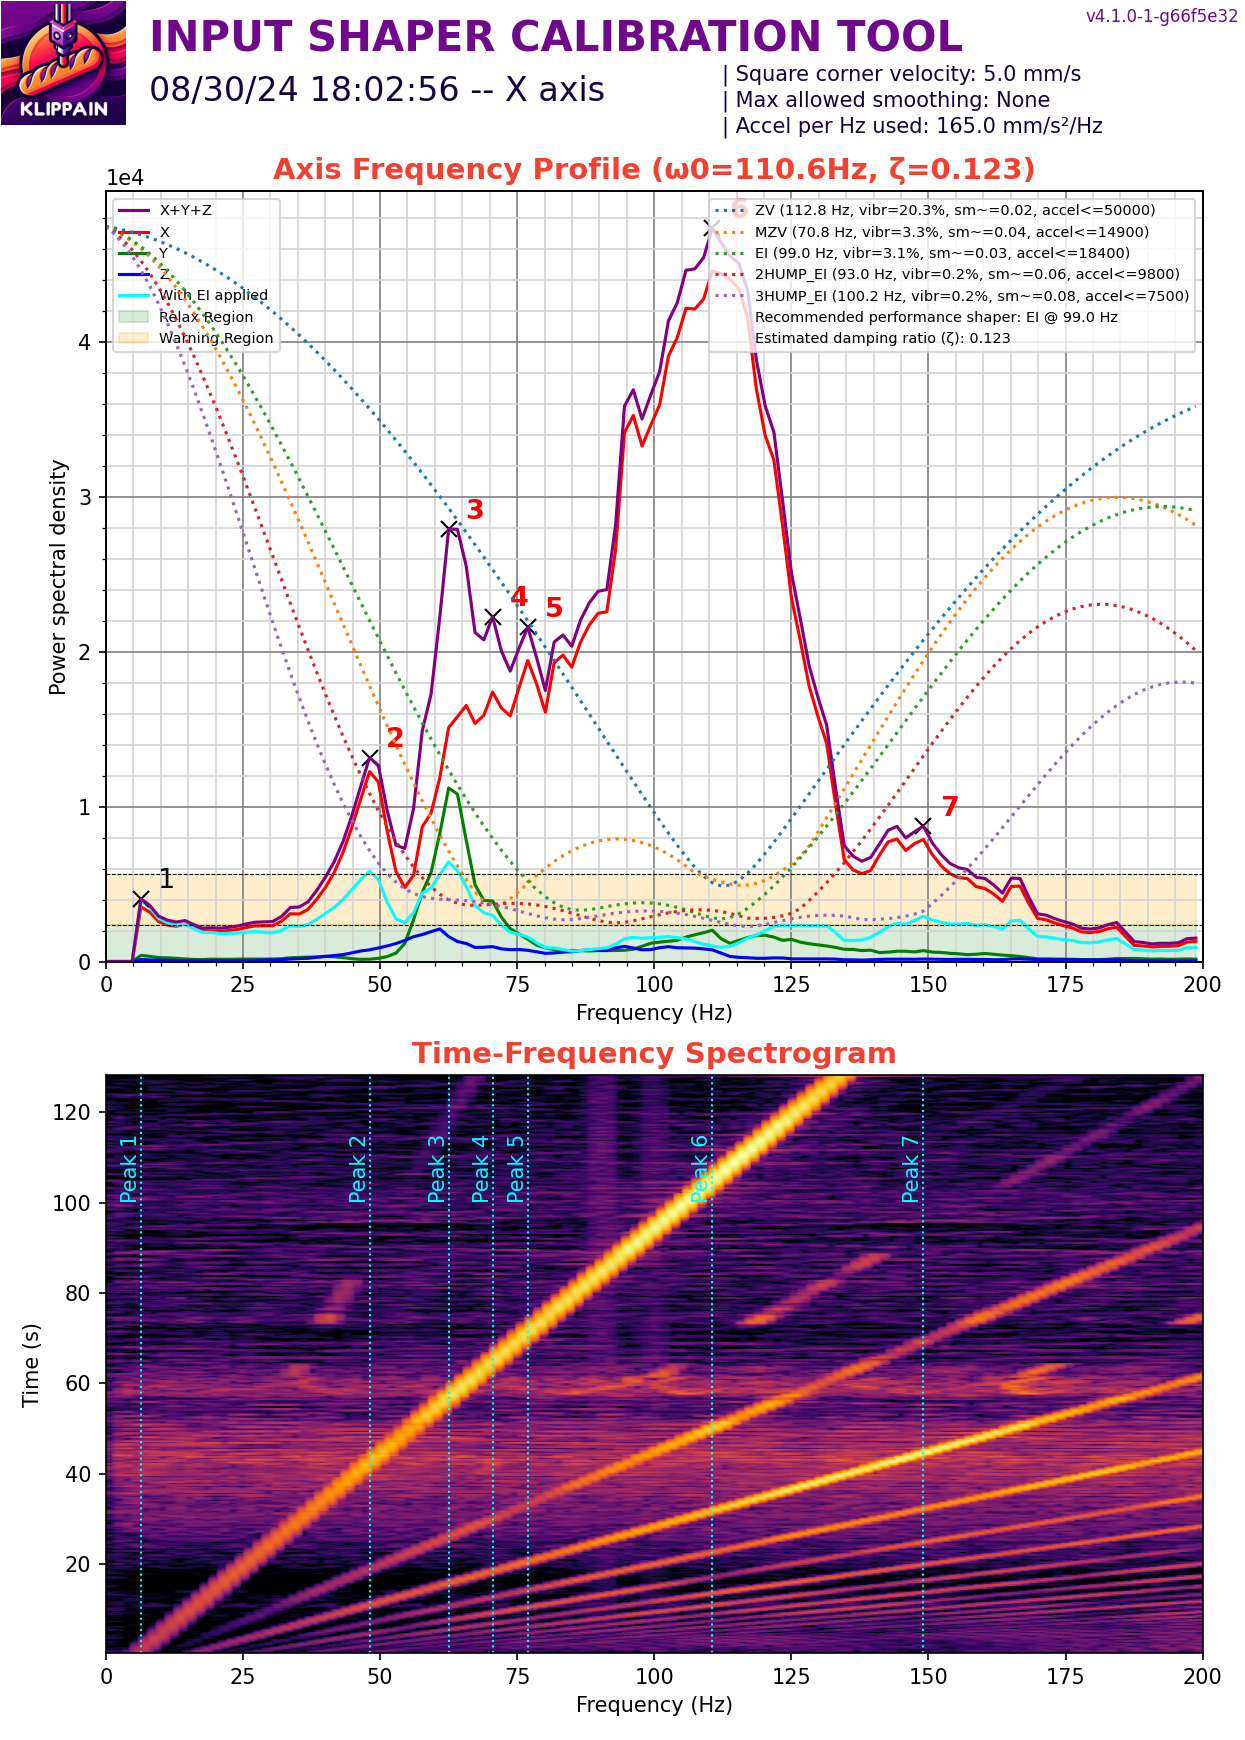 v4.1.0-1-g66f5e32
INPUT SHAPER CALIBRATION TOOL
08/30/24 18:02:56 -- X axis
| Square corner velocity: 5.0 mm/s
| Max allowed smoothing: None
| Accel per Hz used: 165.0 mm/s²/Hz
KLIPPAIN
Axis Frequency Profile (ω0=110.6Hz, ζ=0.123)
1e4
X+Y+Z
X
Y
Z
With EI applied
Relax Region
Warning Region
ZV (112.8 Hz, vibr=20.3%, sm~=0.02, accel<=50000)
MZV (70.8 Hz, vibr=3.3%, sm~=0.04, accel<=14900)
EI (99.0 Hz, vibr=3.1%, sm~=0.03, accel<=18400)
2HUMP_EI (93.0 Hz, vibr=0.2%, sm~=0.06, accel<=9800)
3HUMP_EI (100.2 Hz, vibr=0.2%, sm~=0.08, accel<=7500)
Recommended performance shaper: EI @ 99.0 Hz
Estimated damping ratio (ζ): 0.123
6
4
3
3
4
5
2
2
7
1
1
0
Power spectral density
0 25 50 75 100 125 150 175 200
Frequency (Hz)
Time-Frequency Spectrogram
120
100
80
60
40
20
Time (s)
Peak 1
Peak 2
Peak 3
Peak 4
Peak 5
Peak 6
Peak 7
0 25 50 75 100 125 150 175 200
Frequency (Hz)